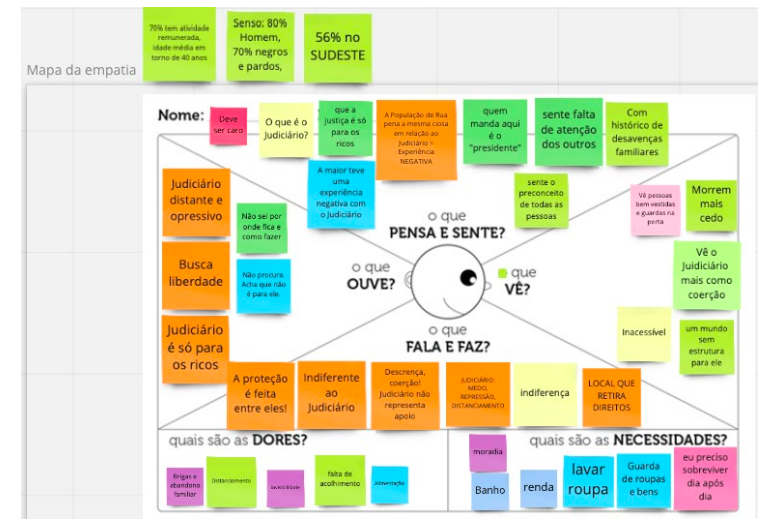 70% tem atividade
remunerada,
idade média em
torno de 40 anos
Senso: 80%
Homem,
70% negros
e pardos,
56% no
SUDESTE
Mapa da empatia
Nome:
Deve
ser caro
O que é o
Judiciário?
que a
Justiça é só
para os
ricos
A População de Rua
pena a mesma ciosa
em relação ao
Judiciário =
Experiência
NEGATIVA
quem
manda aqui
é o
"presidente"
sente falta
de atenção
dos outros
Com
histórico de
desavenças
familiares
Judiciário
distante e
opressivo
Não sei por
onde fica e
como fazer
A maior teve
uma
experiência
negativa com
o Judiciário
sente o
preconceito
de todas as
pessoas
Vê pessoas
bem vestidas
e guardas na
porta
Morrem
mais
cedo
o que
PENSA E SENTE?
Busca
liberdade
Não procura.
Acha que não
é para ele.
o que
OUVE?
que
VÊ?
Vê o
Juidiciário
mais como
coerção
Judiciário
é só para
os ricos
o que
FALA E FAZ?
Inacessível
um mundo
sem
estrutura
para ele
A proteção
é feita
entre eles!
Indiferente
ao
Judiciário
Descrença,
coerção!
Judiciário não
representa
apoio
JUDICIÁRIO:
MEDO,
REPRESSÃO,
DISTANCIAMENTO
indiferença
LOCAL QUE
RETIRA
DIREITOS
quais são as DORES?
Brigas e
abandono
familiar
Distanciamento
falta de
acolhimento
Alimentação
quais são as NECESSIDADES?
moradia
Banho
renda
lavar
roupa
Guarda
de roupas
e bens
eu preciso
sobreviver
dia após
dia